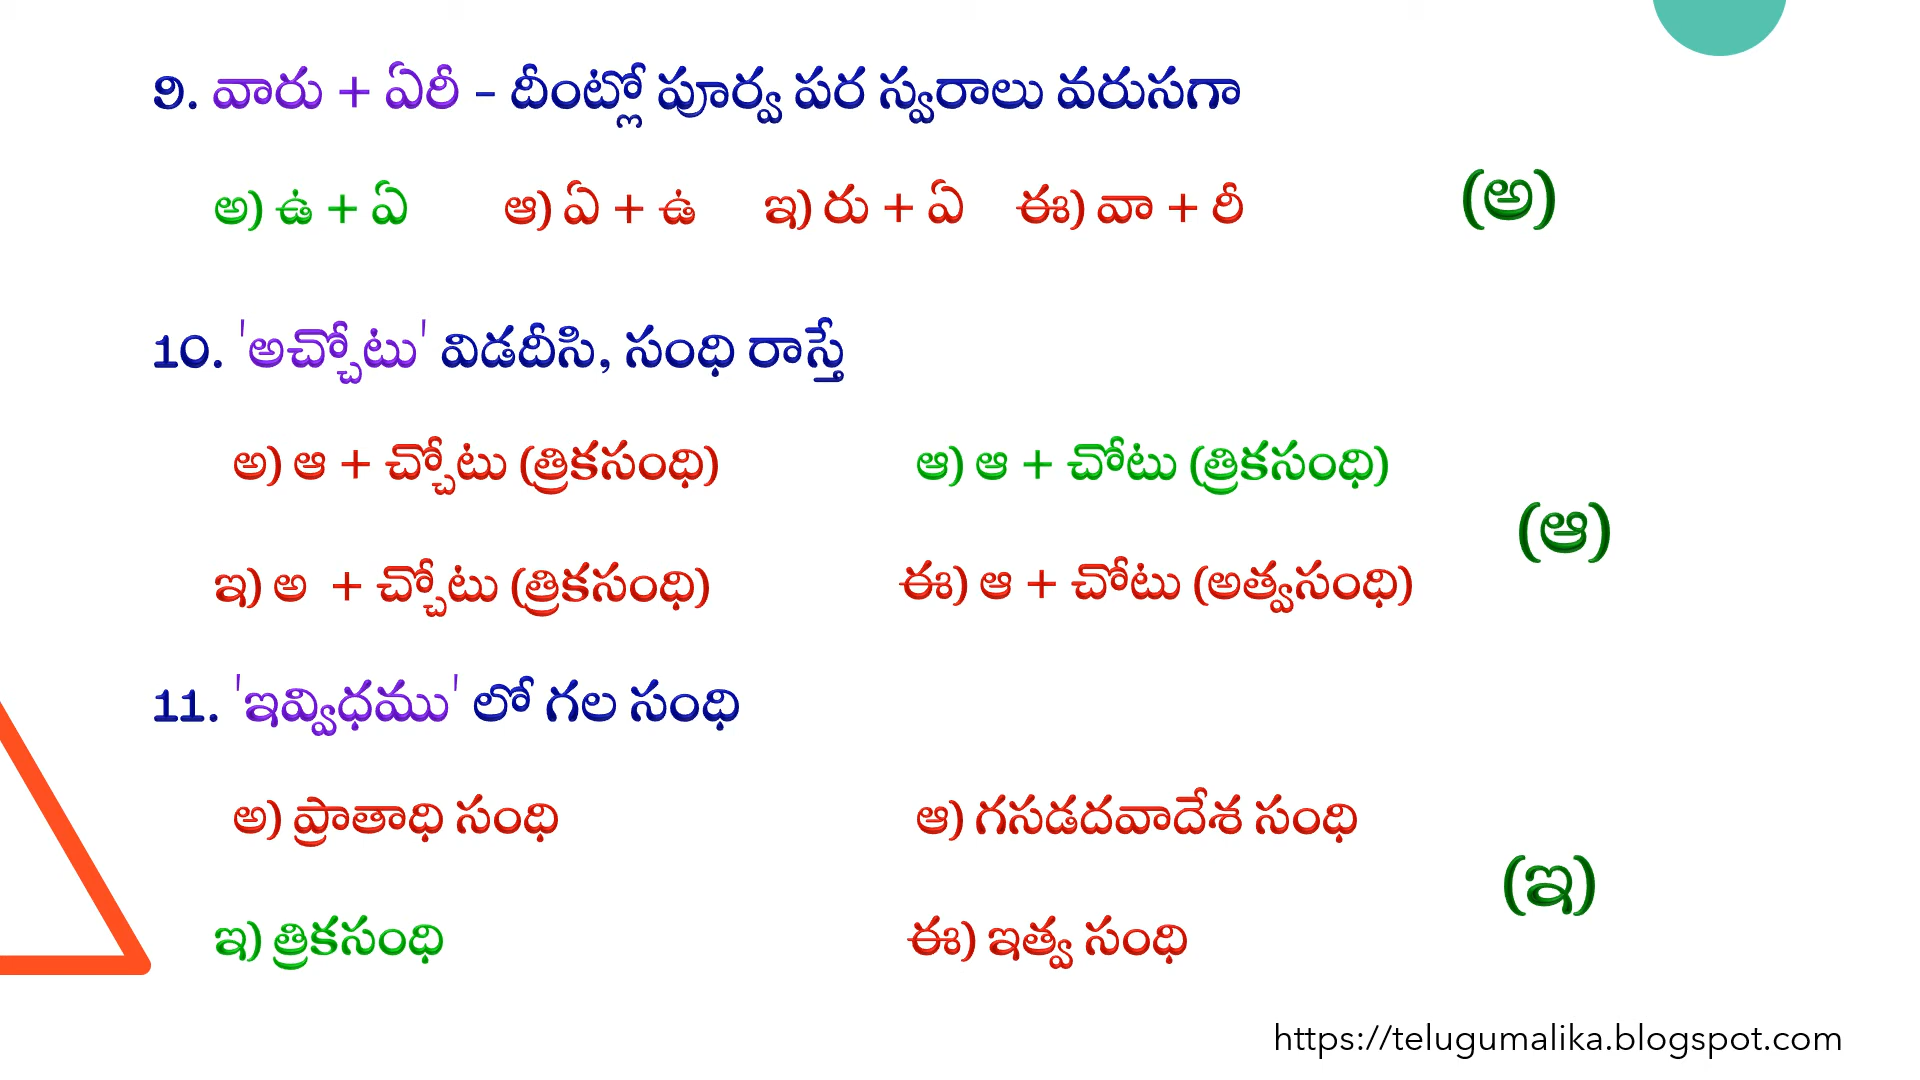 9. వారు + ఏరీ - దీంట్లో పూర్వ పర స్వరాలు వరుసగా
అ) ఉ + ఏ ఆ) ఏ + ఉ ఇ) రు + ఏ ఈ) వా + రీ (అ)
10. 'అచ్చోటు' విడదీసి, సంధి రాస్తే
అ) ఆ + చ్చోటు (త్రికసంధి) ఆ) ఆ + చోటు (త్రికసంధి)
(ఆ)
ఇ) అ + చ్చోటు (త్రికసంధి) ఈ) ఆ + చోటు (అత్వసంధి)
11. 'ఇవ్విధము' లో గల సంధి
అ) ప్రాతాధి సంధి ఆ) గసడదవాదేశ సంధి
(ఇ)
ఇ) త్రికసంధి ఈ) ఇత్వ సంధి
https://telugumalika.blogspot.com